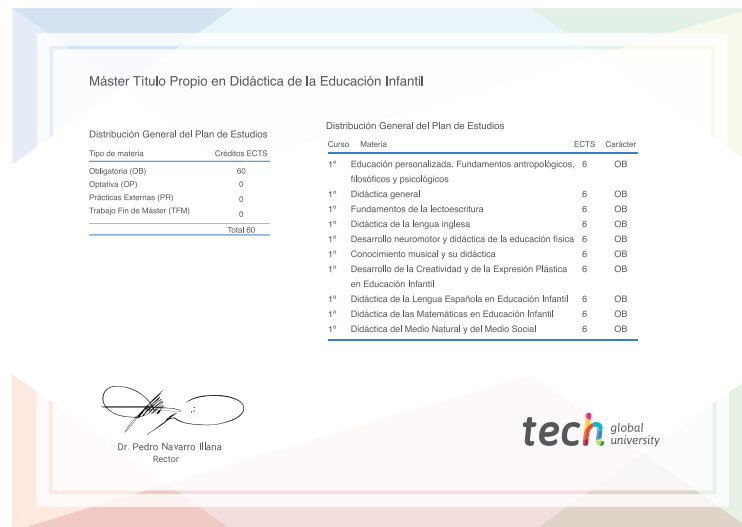 Máster Título Propio en Didáctica de la Educación Infantil
Distribución General del Plan de Estudios
Tipo de materia Créditos ECTS
Obligatoria (OB) 60
Optativa (OP) 0
Prácticas Externas (PR) 0
Trabajo Fin de Máster (TFM) 0
Total 60
Distribución General del Plan de Estudios
Curso Materia ECTS Carácter
1º Educación personalizada. Fundamentos antropológicos, 6 OB
filosóficos y psicológicos
1º Didáctica general 6 OB
1º Fundamentos de la lectoescritura 6 OB
1º Didáctica de la lengua inglesa 6 OB
1º Desarrollo neuromotor y didáctica de la educación física 6 OB
1º Conocimiento musical y su didáctica 6 OB
1º Desarrollo de la Creatividad y de la Expresión Plástica 6 OB
en Educación Infantil
1º Didáctica de la Lengua Española en Educación Infantil 6 OB
1º Didáctica de las Matemáticas en Educación Infantil 6 OB
1º Didáctica del Medio Natural y del Medio Social 6 OB
Dr. Pedro Navarro Illana
Rector
tech global
university